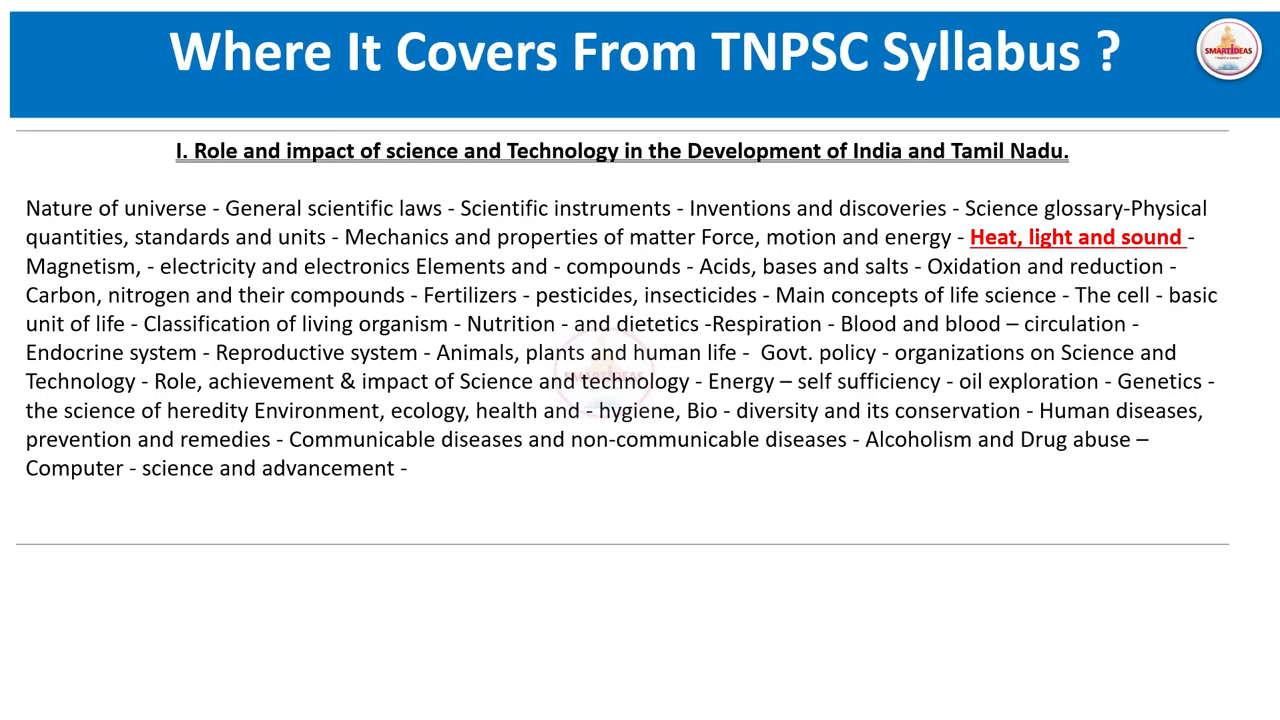 Where It Covers From TNPSC Syllabus ?
SMARTIDEAS
I. Role and impact of science and Technology in the Development of India and Tamil Nadu.
Nature of universe - General scientific laws - Scientific instruments - Inventions and discoveries - Science glossary-Physical
quantities, standards and units - Mechanics and properties of matter Force, motion and energy - Heat, light and sound -
Magnetism, - electricity and electronics Elements and - compounds - Acids, bases and salts - Oxidation and reduction -
Carbon, nitrogen and their compounds - Fertilizers - pesticides, insecticides - Main concepts of life science - The cell - basic
unit of life - Classification of living organism - Nutrition - and dietetics -Respiration - Blood and blood – circulation -
Endocrine system - Reproductive system - Animals, plants and human life -  Govt. policy - organizations on Science and
Technology - Role, achievement & impact of Science and technology - Energy – self sufficiency - oil exploration - Genetics -
the science of heredity Environment, ecology, health and - hygiene, Bio - diversity and its conservation - Human diseases,
prevention and remedies - Communicable diseases and non-communicable diseases - Alcoholism and Drug abuse –
Computer - science and advancement -
SMARTIDEAS